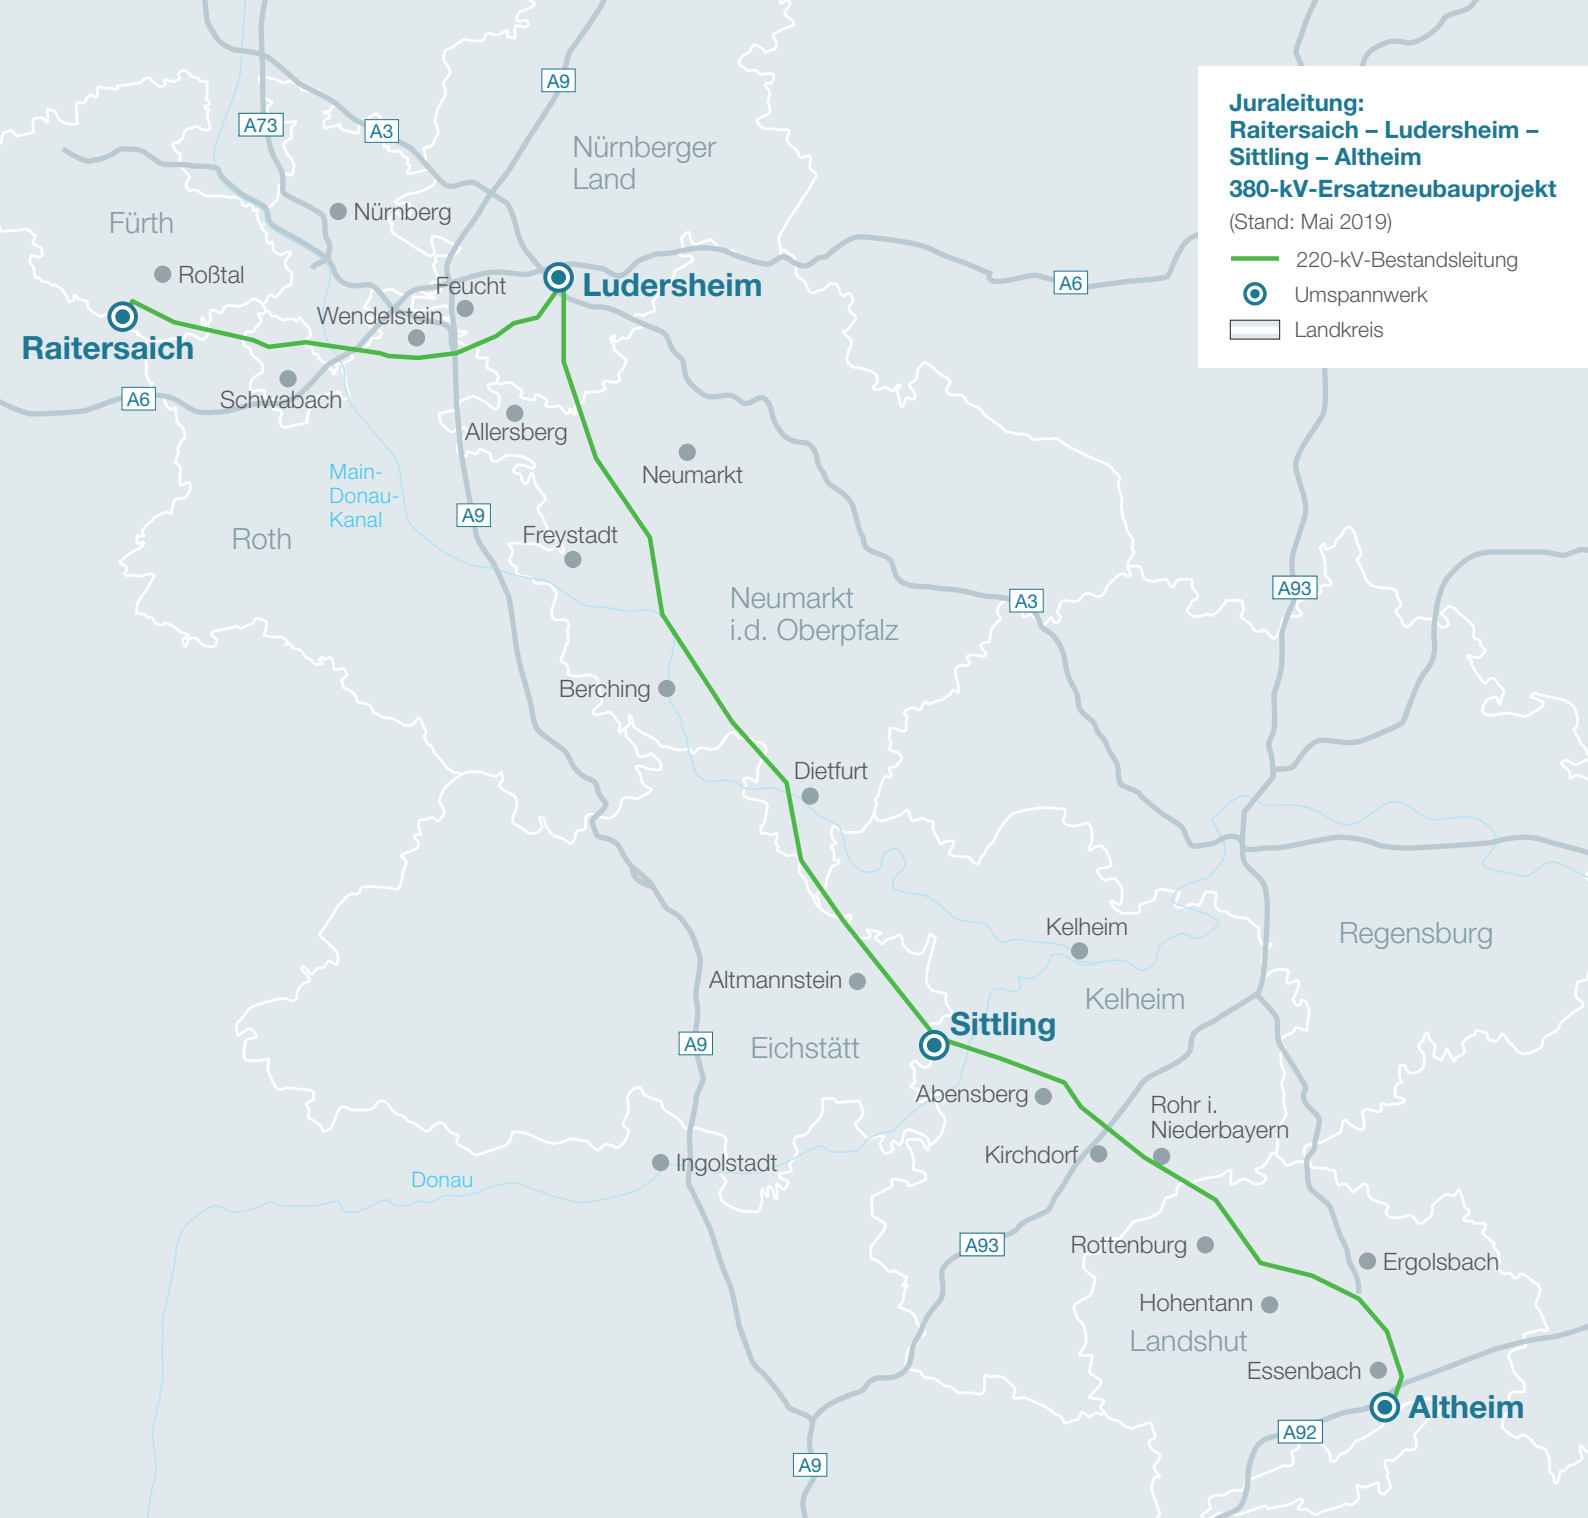 Juraleitung:
Raitersaich – Ludersheim –
Sittling – Altheim
380-kV-Ersatzneubauprojekt
(Stand: Mai 2019)
220-kV-Bestandsleitung
Umspannwerk
Landkreis
A9
A73
A3
Nürnberger
Land
Nürnberg
Fürth
Roßtal
Feucht
Ludersheim
A6
Wendelstein
Raitersaich
A6
Schwabach
Allersberg
Neumarkt
Main-
Donau-
Kanal
A9
Roth
Freystadt
Neumarkt
i.d. Oberpfalz
A3
A93
Berching
Dietfurt
Kelheim
Regensburg
Altmannstein
Kelheim
Sittling
A9
Eichstätt
Abensberg
Rohr i.
Niederbayern
Kirchdorf
Ingolstadt
Donau
A93
Rottenburg
Ergolsbach
Hohentann
Landshut
Essenbach
Altheim
A92
A9